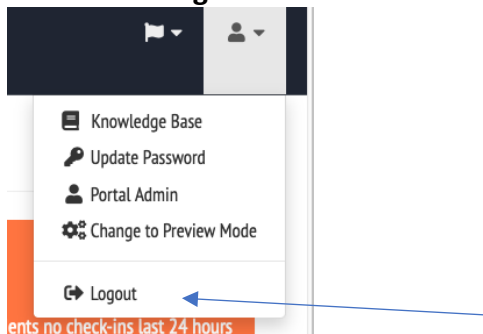 Knowledge Base
Update Password
Portal Admin
Change to Preview Mode
Logout
ents no check-ins last 24 hours